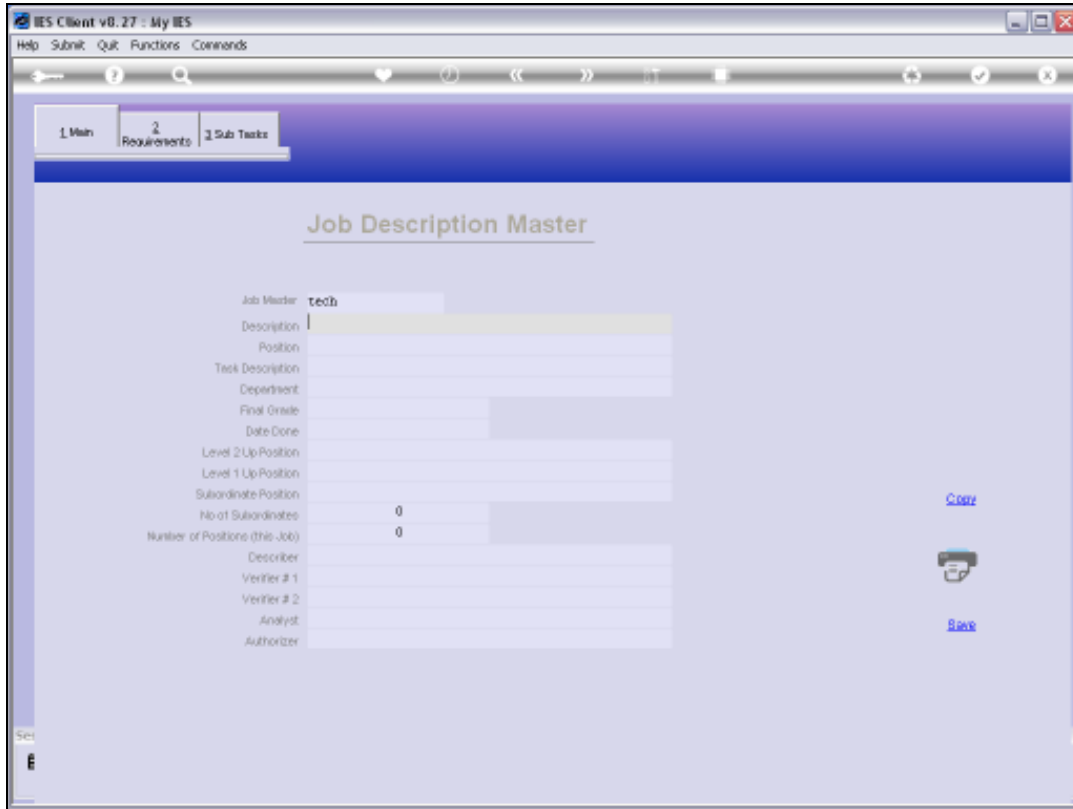 IES Client v8.27 : My IES
Help Submit Quit Functions Commands
1 Main
2 Requirements
3 Sub Tasks
Job Description Master
Job Master tech
Description
Position
Task Description
Department
Final Grade
Date Done
Level 2 Up Position
Level 1 Up Position
Subordinate Position
No of Subordinates 0
Number of Positions (this Job) 0
Describer
Verifier # 1
Verifier # 2
Analyst
Authorizer
Copy
Save
Ser